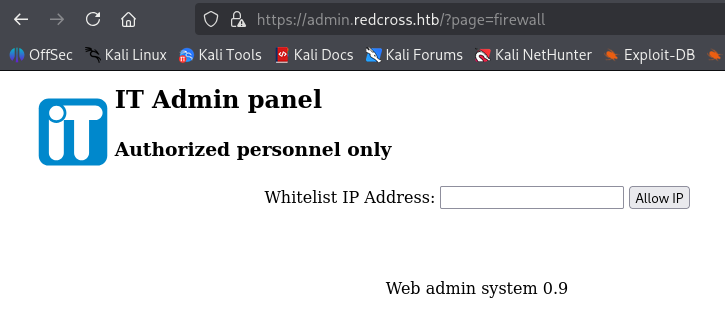 https://admin.redcross.htb/?page=firewall
OffSec Kali Linux Kali Tools Kali Docs Kali Forums Kali NetHunter Exploit-DB
iT
IT Admin panel
Authorized personnel only
Whitelist IP Address: Allow IP
Web admin system 0.9